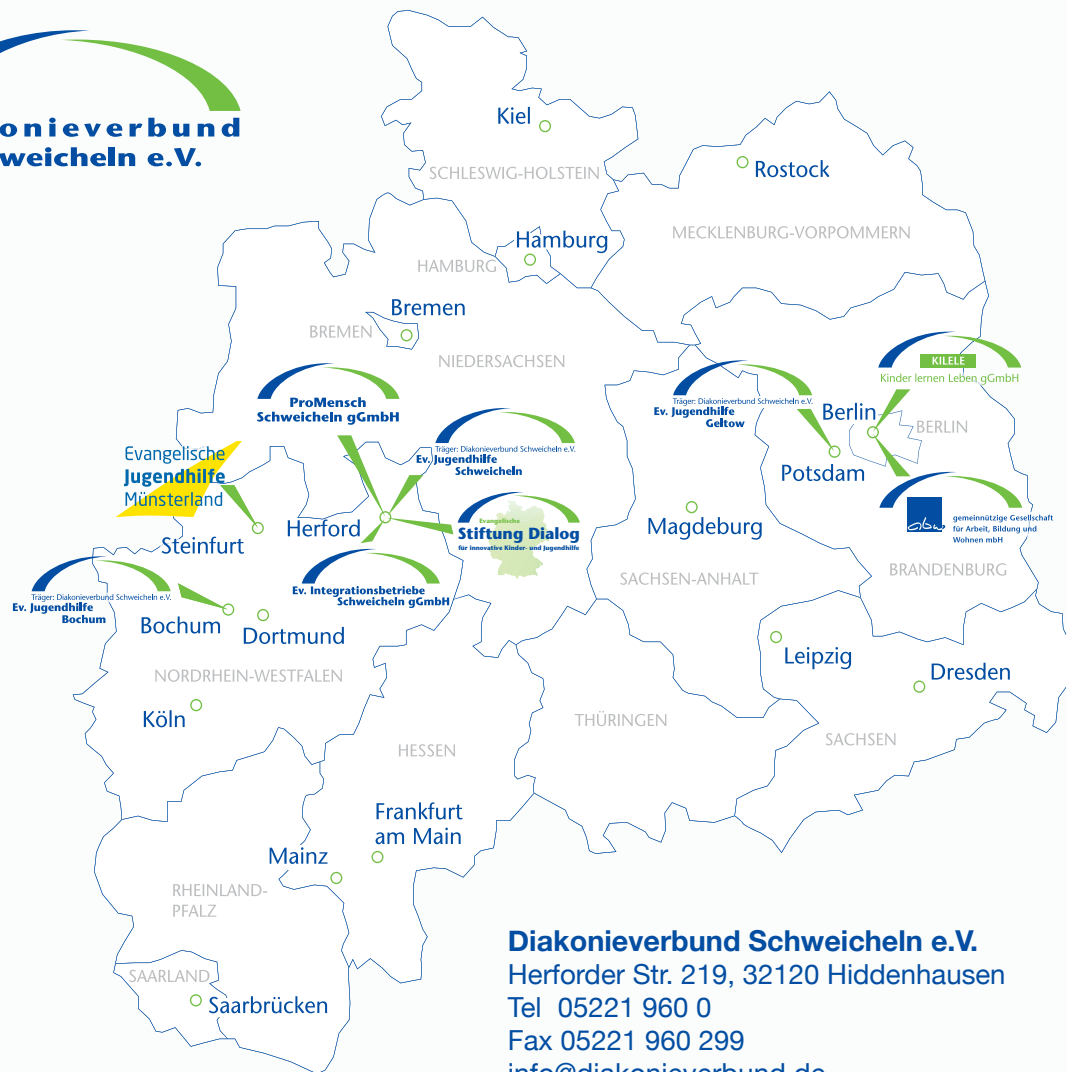 onieverbund
weicheln e.V.
Kiel
SCHLESWIG-HOLSTEIN
Rostock
MECKLENBURG-VORPOMMERN
Hamburg
HAMBURG
Bremen
BREMEN
NIEDERSACHSEN
ProMensch
Schweicheln gGmbH
Träger: Diakonieverbund Schweicheln e.V.
Ev. Jugendhilfe
Schweicheln
Träger: Diakonieverbund Schweicheln e.V.
Ev. Jugendhilfe
Geltow
KILELE
Kinder lernen Leben gGmbH
Berlin
BERLIN
Potsdam
Evangelische
Jugendhilfe
Münsterland
Steinfurt
Herford
Evangelische
Stiftung Dialog
für innovative Kinder- und Jugendhilfe
Magdeburg
abw
gemeinnützige Gesellschaft
für Arbeit, Bildung und
Wohnen mbH
BRANDENBURG
SACHSEN-ANHALT
Träger: Diakonieverbund Schweicheln e.V.
Ev. Jugendhilfe
Bochum
Ev. Integrationsbetriebe
Schweicheln gGmbH
Bochum
Dortmund
NORDRHEIN-WESTFALEN
Köln
Leipzig
Dresden
THÜRINGEN
SACHSEN
HESSEN
Frankfurt
am Main
Mainz
RHEINLAND-
PFALZ
SAARLAND
Saarbrücken
Diakonieverbund Schweicheln e.V.
Herforder Str. 219, 32120 Hiddenhausen
Tel 05221 960 0
Fax 05221 960 299
info@diakonieverbund.de